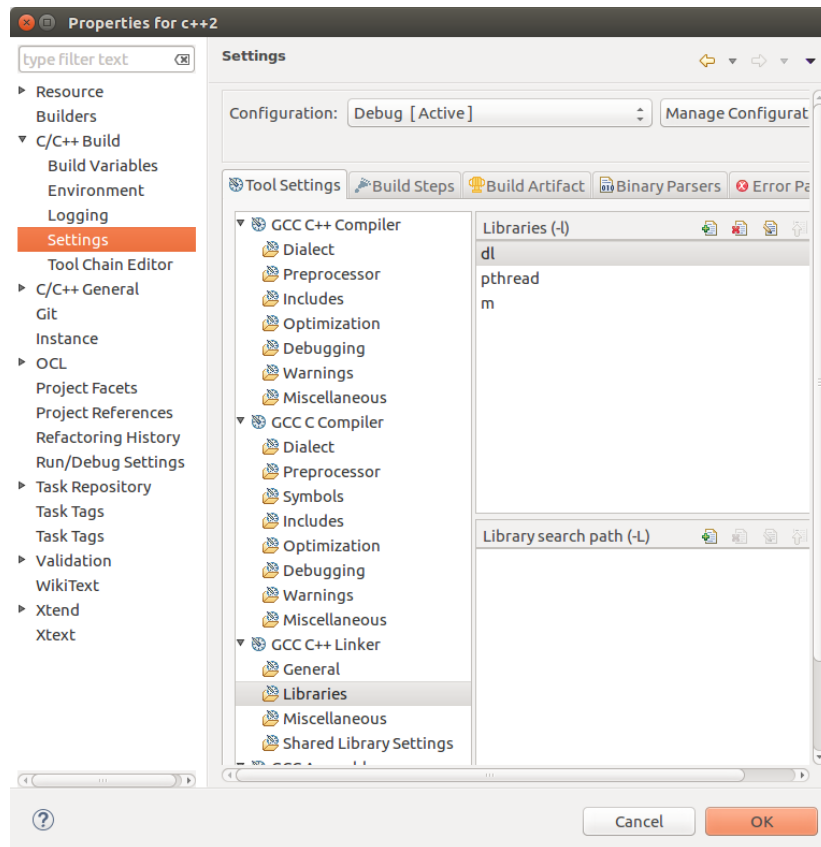 Properties for c++2
type filter text
Resource
Builders
C/C++ Build
Build Variables
Environment
Logging
Settings
Tool Chain Editor
C/C++ General
Git
Instance
OCL
Project Facets
Project References
Refactoring History
Run/Debug Settings
Task Repository
Task Tags
Task Tags
Validation
WikiText
Xtend
Xtext
Settings
Configuration: Debug [Active] Manage Configurat
Tool Settings Build Steps Build Artifact Binary Parsers Error Pa
GCC C++ Compiler
Dialect
Preprocessor
Includes
Optimization
Debugging
Warnings
Miscellaneous
GCC C Compiler
Dialect
Preprocessor
Symbols
Includes
Optimization
Debugging
Warnings
Miscellaneous
GCC C++ Linker
General
Libraries
Miscellaneous
Shared Library Settings
Libraries (-l)
dl
pthread
m
Library search path (-L)
Cancel OK